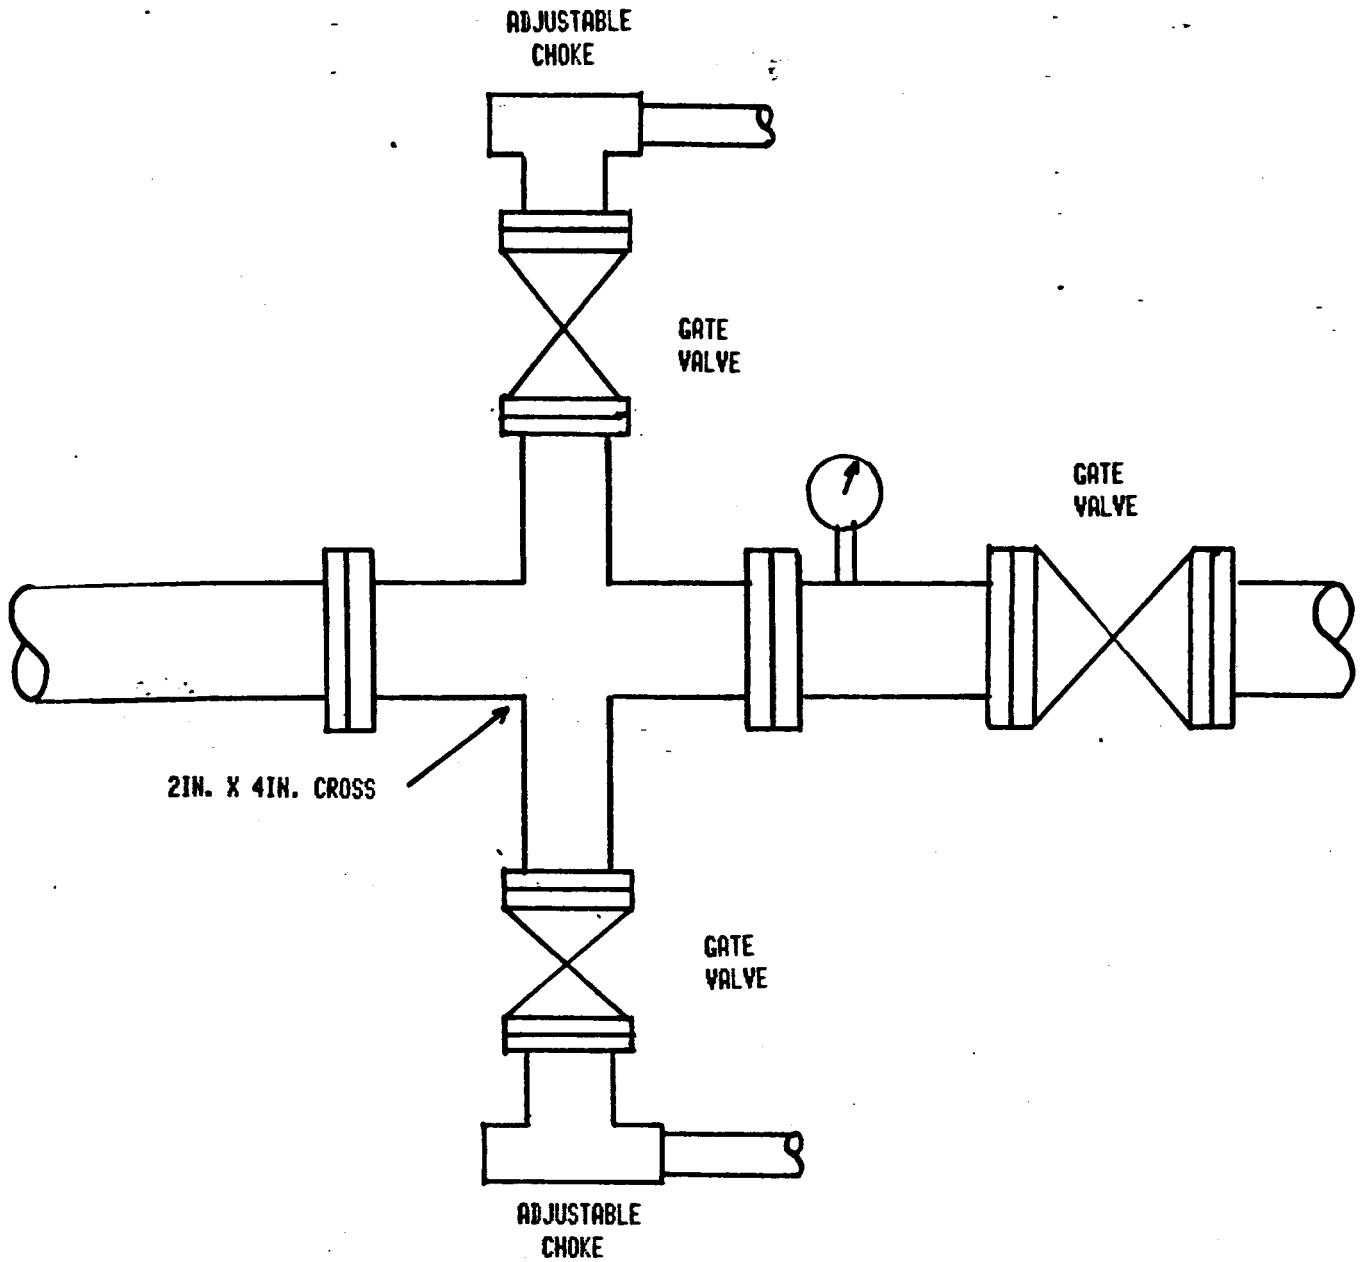 ADJUSTABLE
CHOKE
GATE
VALVE
GATE
VALVE
2IN. X 4IN. CROSS
GATE
VALVE
ADJUSTABLE
CHOKE